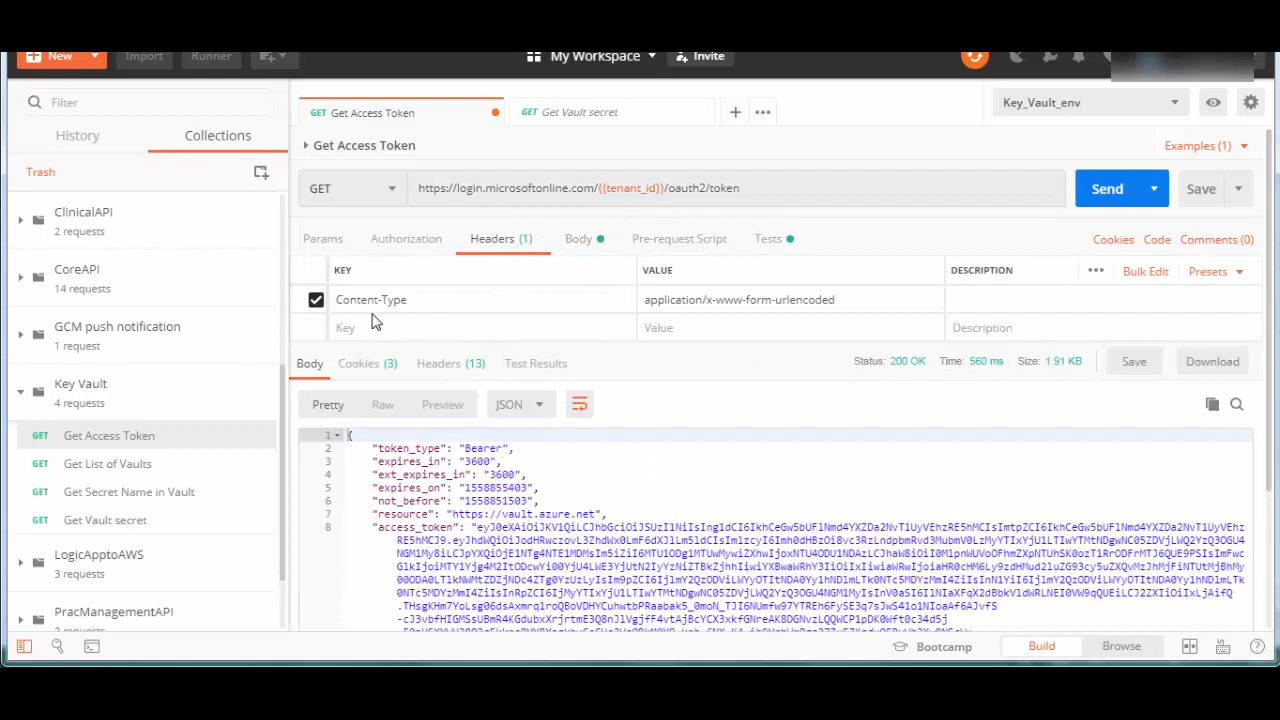 New
Import
Runner
My Workspace
Invite
Filter
History
Collections
Trash
ClinicalAPI
2 requests
CoreAPI
14 requests
GCM push notification
1 request
Key Vault
4 requests
GET Get Access Token
GET Get List of Vaults
GET Get Secret Name in Vault
GET Get Vault secret
LogicApptoAWS
3 requests
PracManagementAPI
GET Get Access Token
GET Get Vault secret
Key_Vault_env
Get Access Token
Examples (1)
GET
https://login.microsoftonline.com/{{tenant_id}}/oauth2/token
Send
Save
Params
Authorization
Headers (1)
Body
Pre-request Script
Tests
Cookies
Code
Comments (0)
KEY
VALUE
DESCRIPTION
Bulk Edit
Presets
Content-Type
application/x-www-form-urlencoded
Key
Value
Description
Body
Cookies (3)
Headers (13)
Test Results
Status: 200 OK
Time: 560 ms
Size: 1.91 KB
Save
Download
Pretty
Raw
Preview
JSON
1 {
2 "token_type": "Bearer",
3 "expires_in": "3600",
4 "ext_expires_in": "3600",
5 "expires_on": "1558855403",
6 "not_before": "1558851503",
7 "resource": "https://vault.azure.net",
8 "access_token":
Bootcamp
Build
Browse